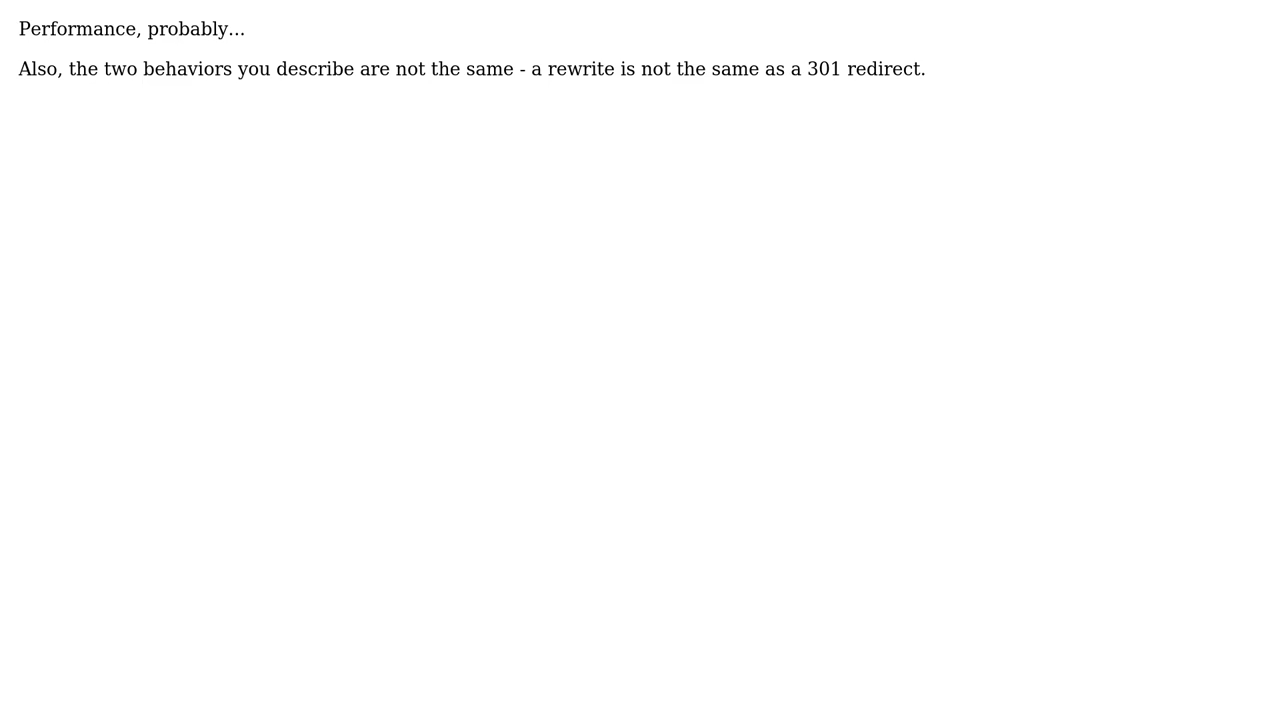 Performance, probably...
Also, the two behaviors you describe are not the same - a rewrite is not the same as a 301 redirect.